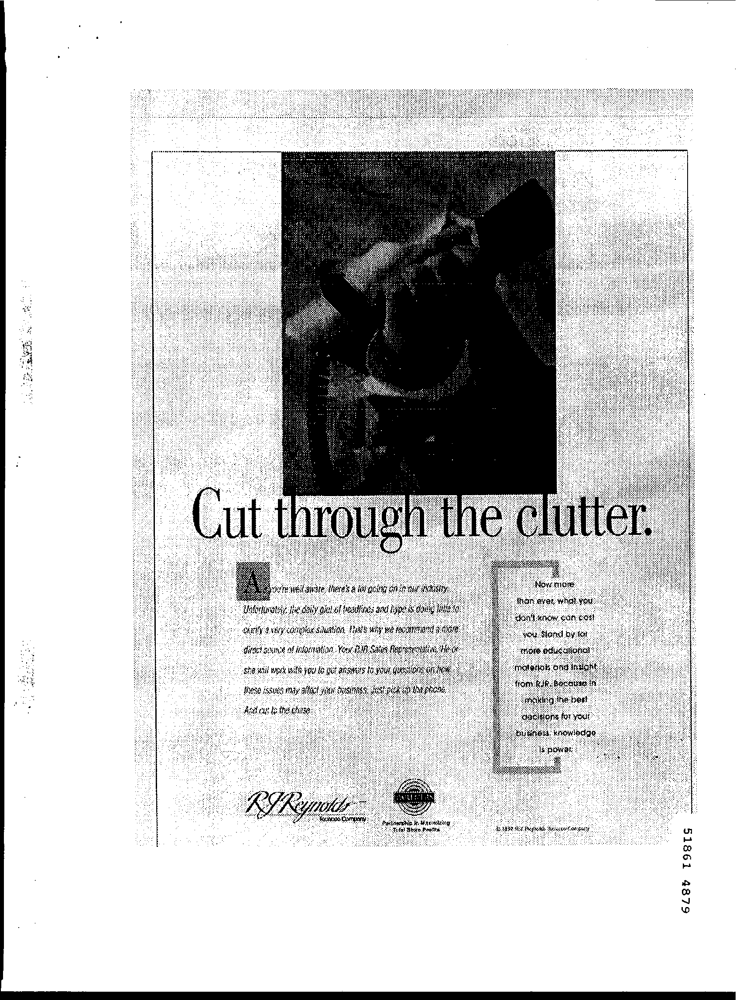 Cut through the clutter.
As you're well aware, there's a lot going on in our industry.
Unfortunately, the daily glut of headlines and hype is doing little to
clarify a very complex situation. That's why we recommend a more
direct source of information. Your RJR Sales Representative. He or
she will work with you to get answers to your questions on how
these issues may affect your business. Just pick up the phone.
And cut to the chase.
Now more
than ever, what you
don't know can cost
you. Stand by for
more educational
materials and insight
from RJR. Because in
making the best
decisions for your
business, knowledge
is power.
RJReynolds
Tobacco Company
Partnership in Maximizing
Total Store Profits
© 199 RJ Reynolds Tobacco Company
51861 4879